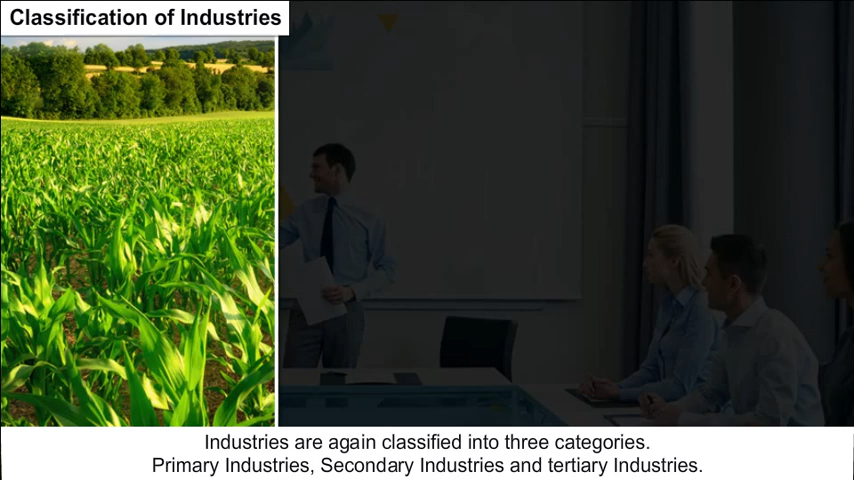 Classification of Industries
Industries are again classified into three categories.
Primary Industries, Secondary Industries and tertiary Industries.